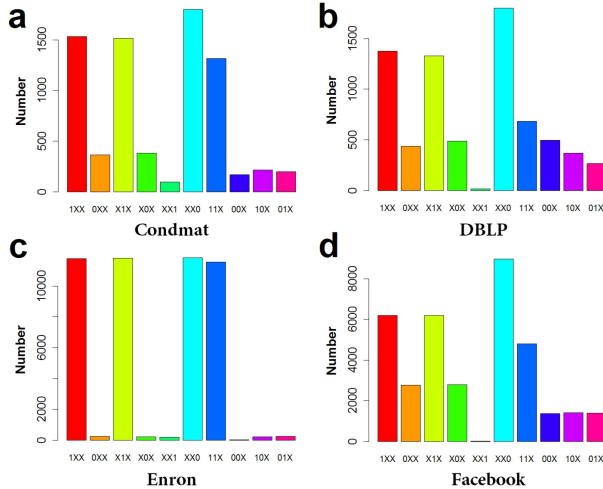 a
Number
0
500
1000
1500
1XX 0XX X1X X0X XX1 XX0 11X 00X 10X 01X
Condmat
b
Number
0
500
1000
1500
1XX 0XX X1X X0X XX1 XX0 11X 00X 10X 01X
DBLP
c
Number
0
2000
6000
10000
1XX 0XX X1X X0X XX1 XX0 11X 00X 10X 01X
Enron
d
Number
0
2000
4000
6000
8000
1XX 0XX X1X X0X XX1 XX0 11X 00X 10X 01X
Facebook